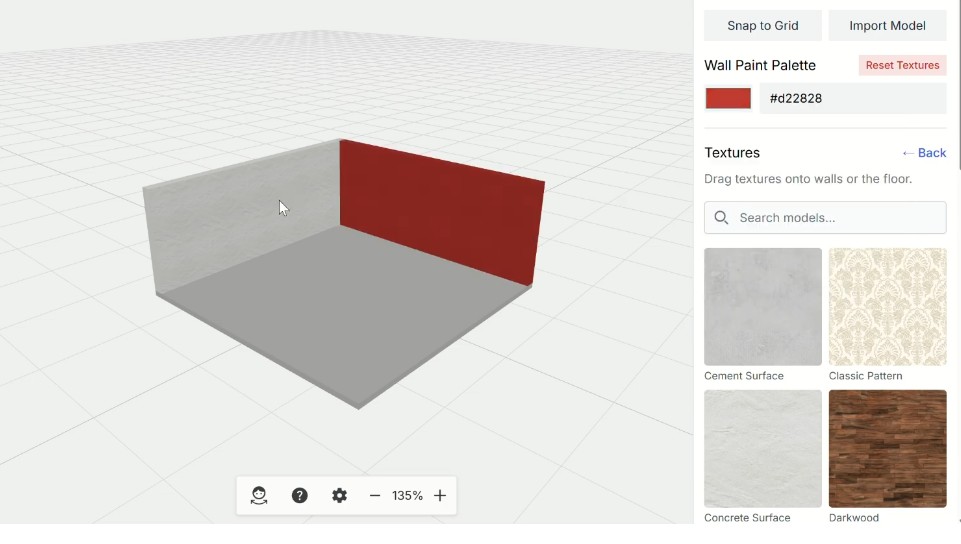 Snap to Grid
Import Model
Wall Paint Palette
Reset Textures
#d22828
Textures
← Back
Drag textures onto walls or the floor.
Search models...
Cement Surface
Classic Pattern
Concrete Surface
Darkwood
135%